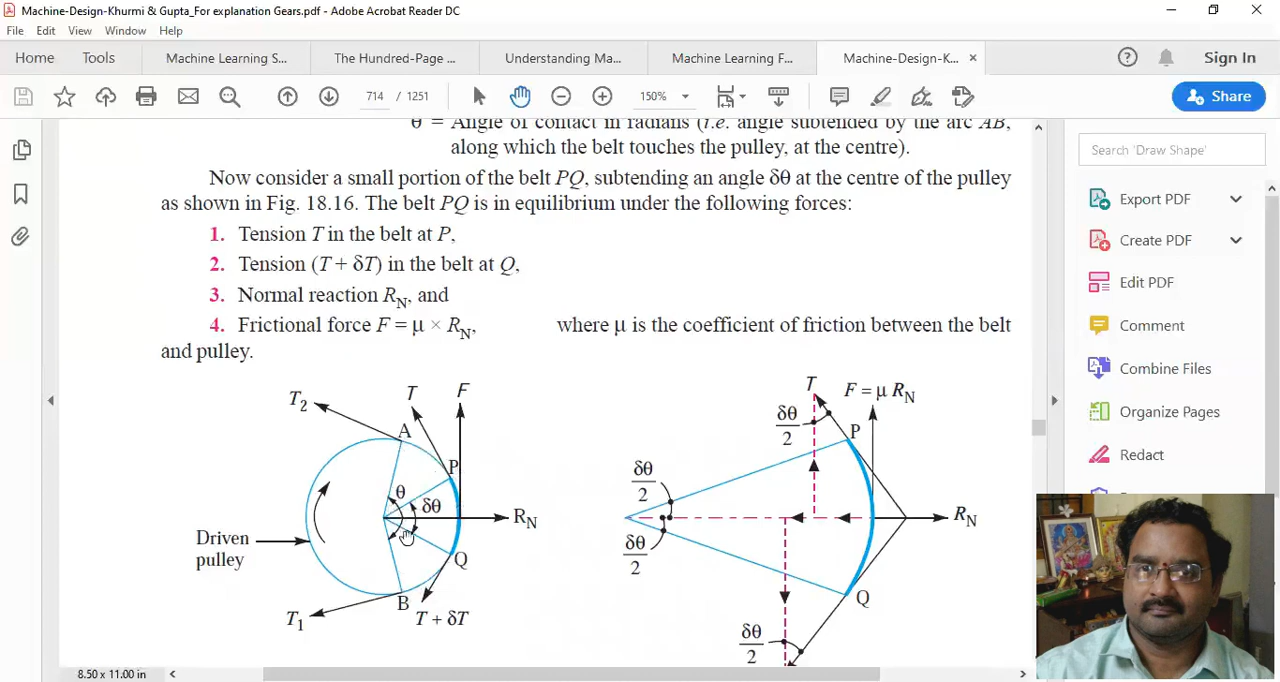 Machine-Design-Khurmi & Gupta_For explanation Gears.pdf - Adobe Acrobat Reader DC
File Edit View Window Help
Home Tools Machine Learning S... The Hundred-Page ... Understanding Ma... Machine Learning F... Machine-Design-K... × Sign In
714 / 1251 150% Share
θ = Angle of contact in radians (i.e. angle subtended by the arc AB,
along which the belt touches the pulley, at the centre).
Now consider a small portion of the belt PQ, subtending an angle δθ at the centre of the pulley
as shown in Fig. 18.16. The belt PQ is in equilibrium under the following forces:
1. Tension T in the belt at P,
2. Tension (T + δT) in the belt at Q,
3. Normal reaction RN, and
4. Frictional force F = μ × RN, where μ is the coefficient of friction between the belt
and pulley.
T2 T F
A
P
θ
δθ
RN
Driven
pulley
Q
B
T1 T + δT
T F = μ RN
δθ
2
P
δθ
2
RN
δθ
2
Q
δθ
2
8.50 x 11.00 in
Search 'Draw Shape'
Export PDF
Create PDF
Edit PDF
Comment
Combine Files
Organize Pages
Redact